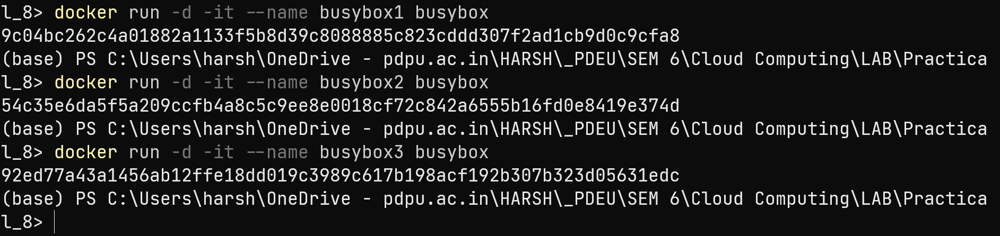 l_8> docker run -d -it --name busybox1 busybox
9c04bc262c4a01882a1133f5b8d39c8088885c823cddd307f2ad1cb9d0c9cfa8
(base) PS C:\Users\harsh\OneDrive - pdpu.ac.in\HARSH\_PDEU\SEM 6\Cloud Computing\LAB\Practica
l_8> docker run -d -it --name busybox2 busybox
54c35e6da5f5a209ccfb4a8c5c9ee8e0018cf72c842a6555b16fd0e8419e374d
(base) PS C:\Users\harsh\OneDrive - pdpu.ac.in\HARSH\_PDEU\SEM 6\Cloud Computing\LAB\Practica
l_8> docker run -d -it --name busybox3 busybox
92ed77a43a1456ab12ffe18dd019c3989c617b198acf192b307b323d05631edc
(base) PS C:\Users\harsh\OneDrive - pdpu.ac.in\HARSH\_PDEU\SEM 6\Cloud Computing\LAB\Practica
l_8>